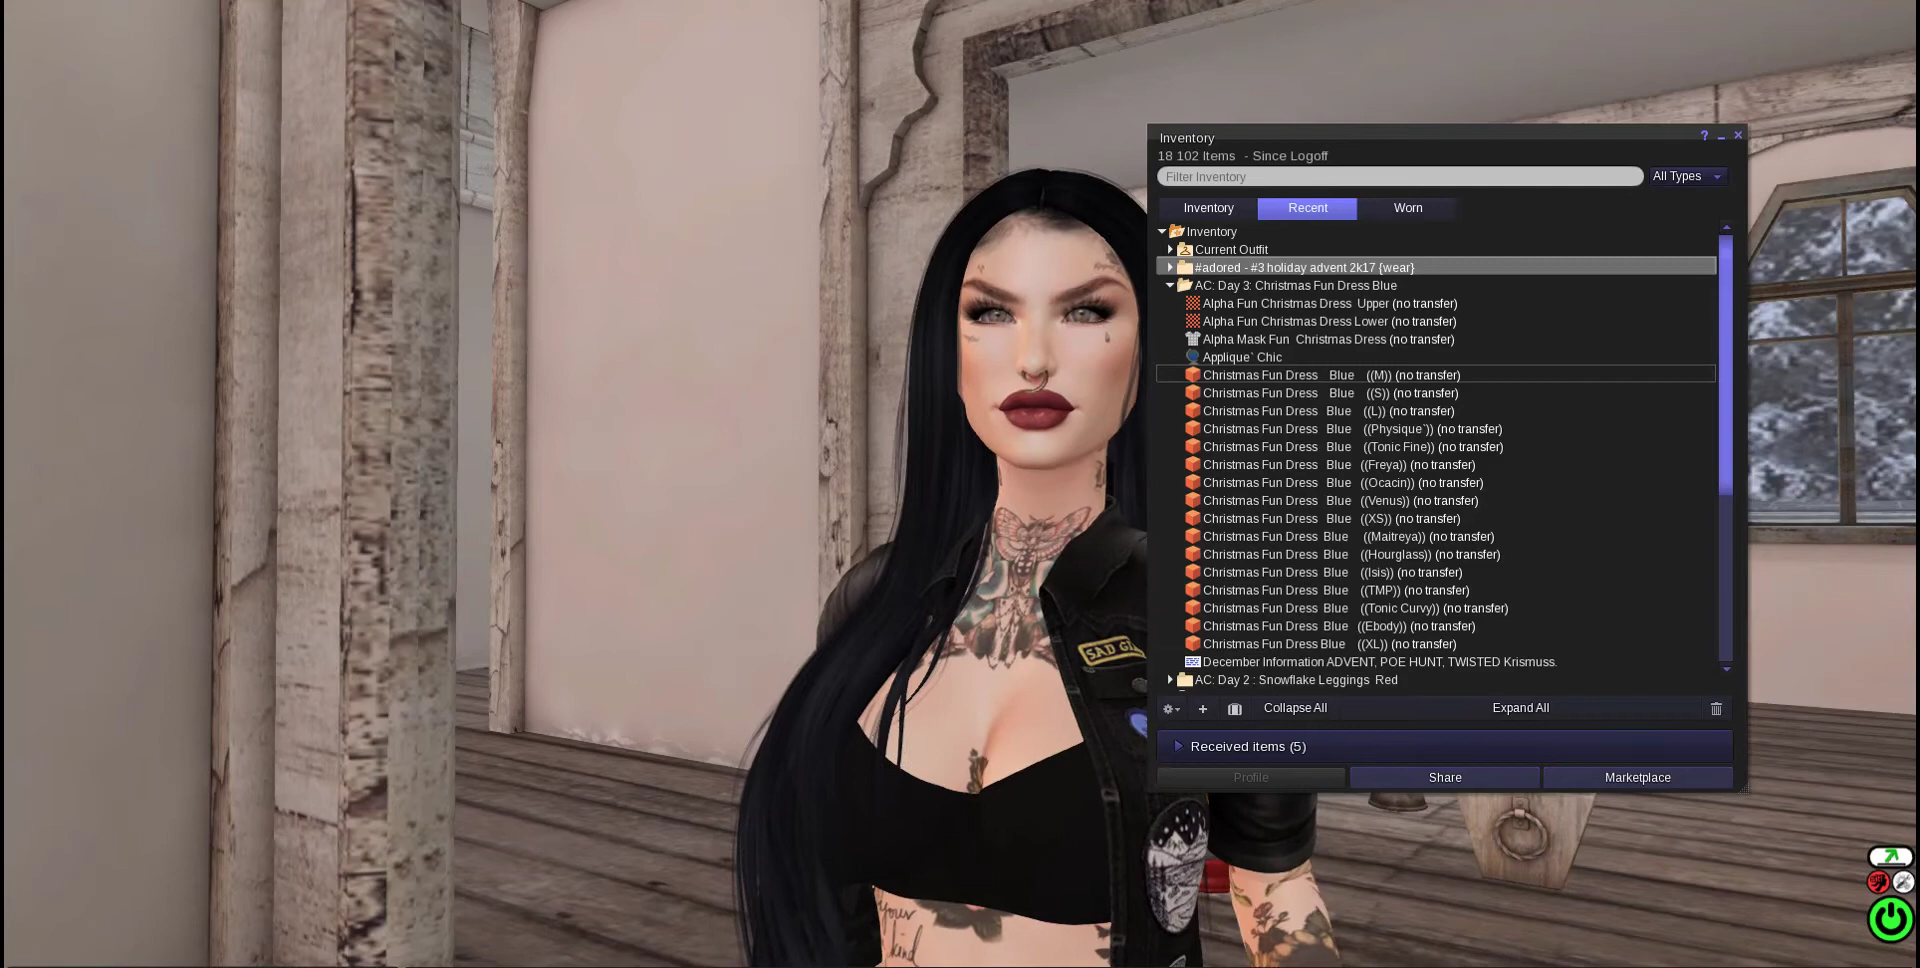 Inventory
18 102 Items - Since Logoff
Filter Inventory
All Types
Inventory Recent Worn
Inventory
Current Outfit
#adored - #3 holiday advent 2k17 {wear}
AC: Day 3: Christmas Fun Dress Blue
Alpha Fun Christmas Dress Upper (no transfer)
Alpha Fun Christmas Dress Lower (no transfer)
Alpha Mask Fun Christmas Dress (no transfer)
Applique` Chic
Christmas Fun Dress Blue ((M)) (no transfer)
Christmas Fun Dress Blue ((S)) (no transfer)
Christmas Fun Dress Blue ((L)) (no transfer)
Christmas Fun Dress Blue ((Physique`)) (no transfer)
Christmas Fun Dress Blue ((Tonic Fine)) (no transfer)
Christmas Fun Dress Blue ((Freya)) (no transfer)
Christmas Fun Dress Blue ((Ocacin)) (no transfer)
Christmas Fun Dress Blue ((Venus)) (no transfer)
Christmas Fun Dress Blue ((XS)) (no transfer)
Christmas Fun Dress Blue ((Maitreya)) (no transfer)
Christmas Fun Dress Blue ((Hourglass)) (no transfer)
Christmas Fun Dress Blue ((Isis)) (no transfer)
Christmas Fun Dress Blue ((TMP)) (no transfer)
Christmas Fun Dress Blue ((Tonic Curvy)) (no transfer)
Christmas Fun Dress Blue ((Ebody)) (no transfer)
Christmas Fun Dress Blue ((XL)) (no transfer)
December Information ADVENT, POE HUNT, TWISTED Krismuss.
AC: Day 2 : Snowflake Leggings Red
Collapse All Expand All
Received items (5)
Profile Share Marketplace
SAD
your
kind